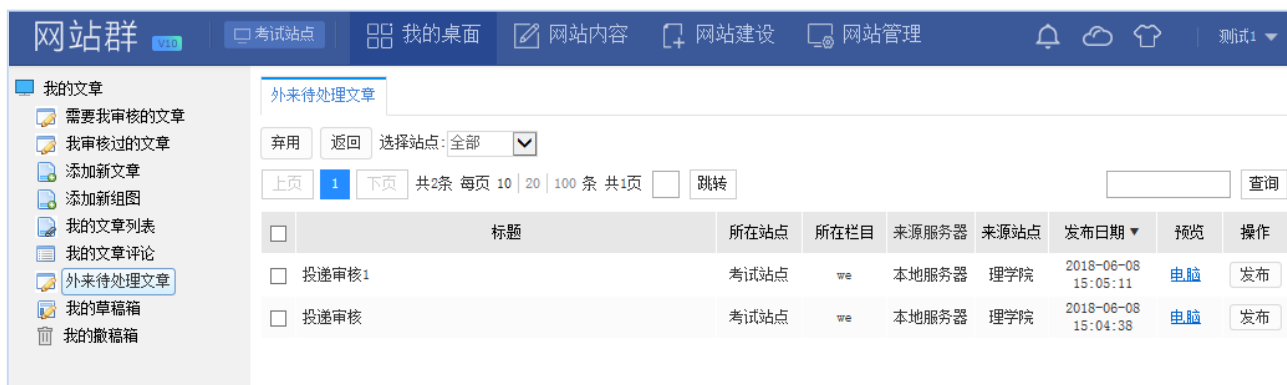 网站群 V10 考试站点 我的桌面 网站内容 网站建设 网站管理 测试1
我的文章
需要我审核的文章
我审核过的文章
添加新文章
添加新组图
我的文章列表
我的文章评论
外来待处理文章
我的草稿箱
我的撤稿箱
外来待处理文章
弃用 返回 选择站点: 全部
上页 1 下页 共2条 每页 10 | 20 | 100 条 共1页 跳转 查询
标题 所在站点 所在栏目 来源服务器 来源站点 发布日期▼ 预览 操作
投递审核1 考试站点 we 本地服务器 理学院 2018-06-08 15:05:11 电脑 发布
投递审核 考试站点 we 本地服务器 理学院 2018-06-08 15:04:38 电脑 发布